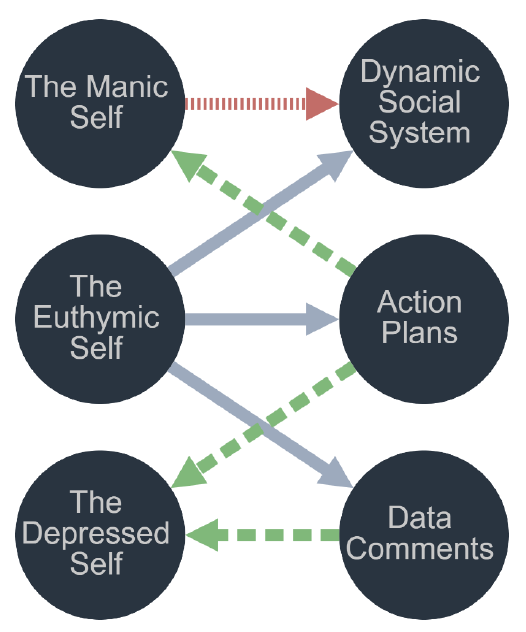 The Manic
Self
Dynamic
Social
System
The
Euthymic
Self
Action
Plans
The
Depressed
Self
Data
Comments